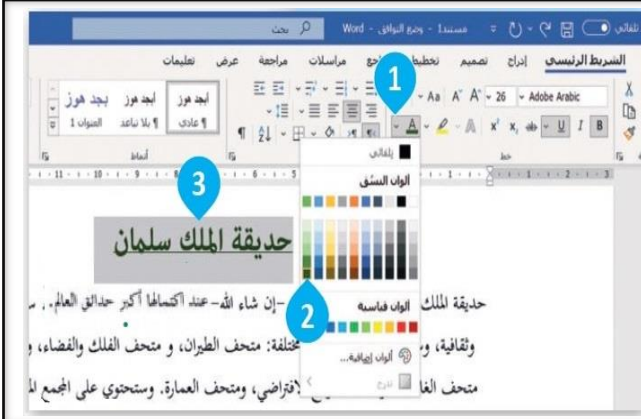 تلقائي
مستند1 - وضع التوافق - Word
بحث
الشريط الرئيسي إدراج تصميم تخطيط مراسلات مراجعة عرض تعليمات
Adobe Arabic 26 A A Aa
أبجد هوز أبجد هوز أبجد هوز
B I U ab x x A A
عادي بلا تباعد العنوان 1
خط أنماط
1
تلقائي
ألوان النسق
3
حديقة الملك سلمان
2
ألوان قياسية
ألوان إضافية...
تدرج
حديقة الملك –إن شاء الله– عند اكتمالها أكبر حدائق العالم.
وثقافية، مختلفة: متحف الطيران، و متحف الفلك والفضاء، و
متحف ومتحف العمارة. وستحتوي على المجمع